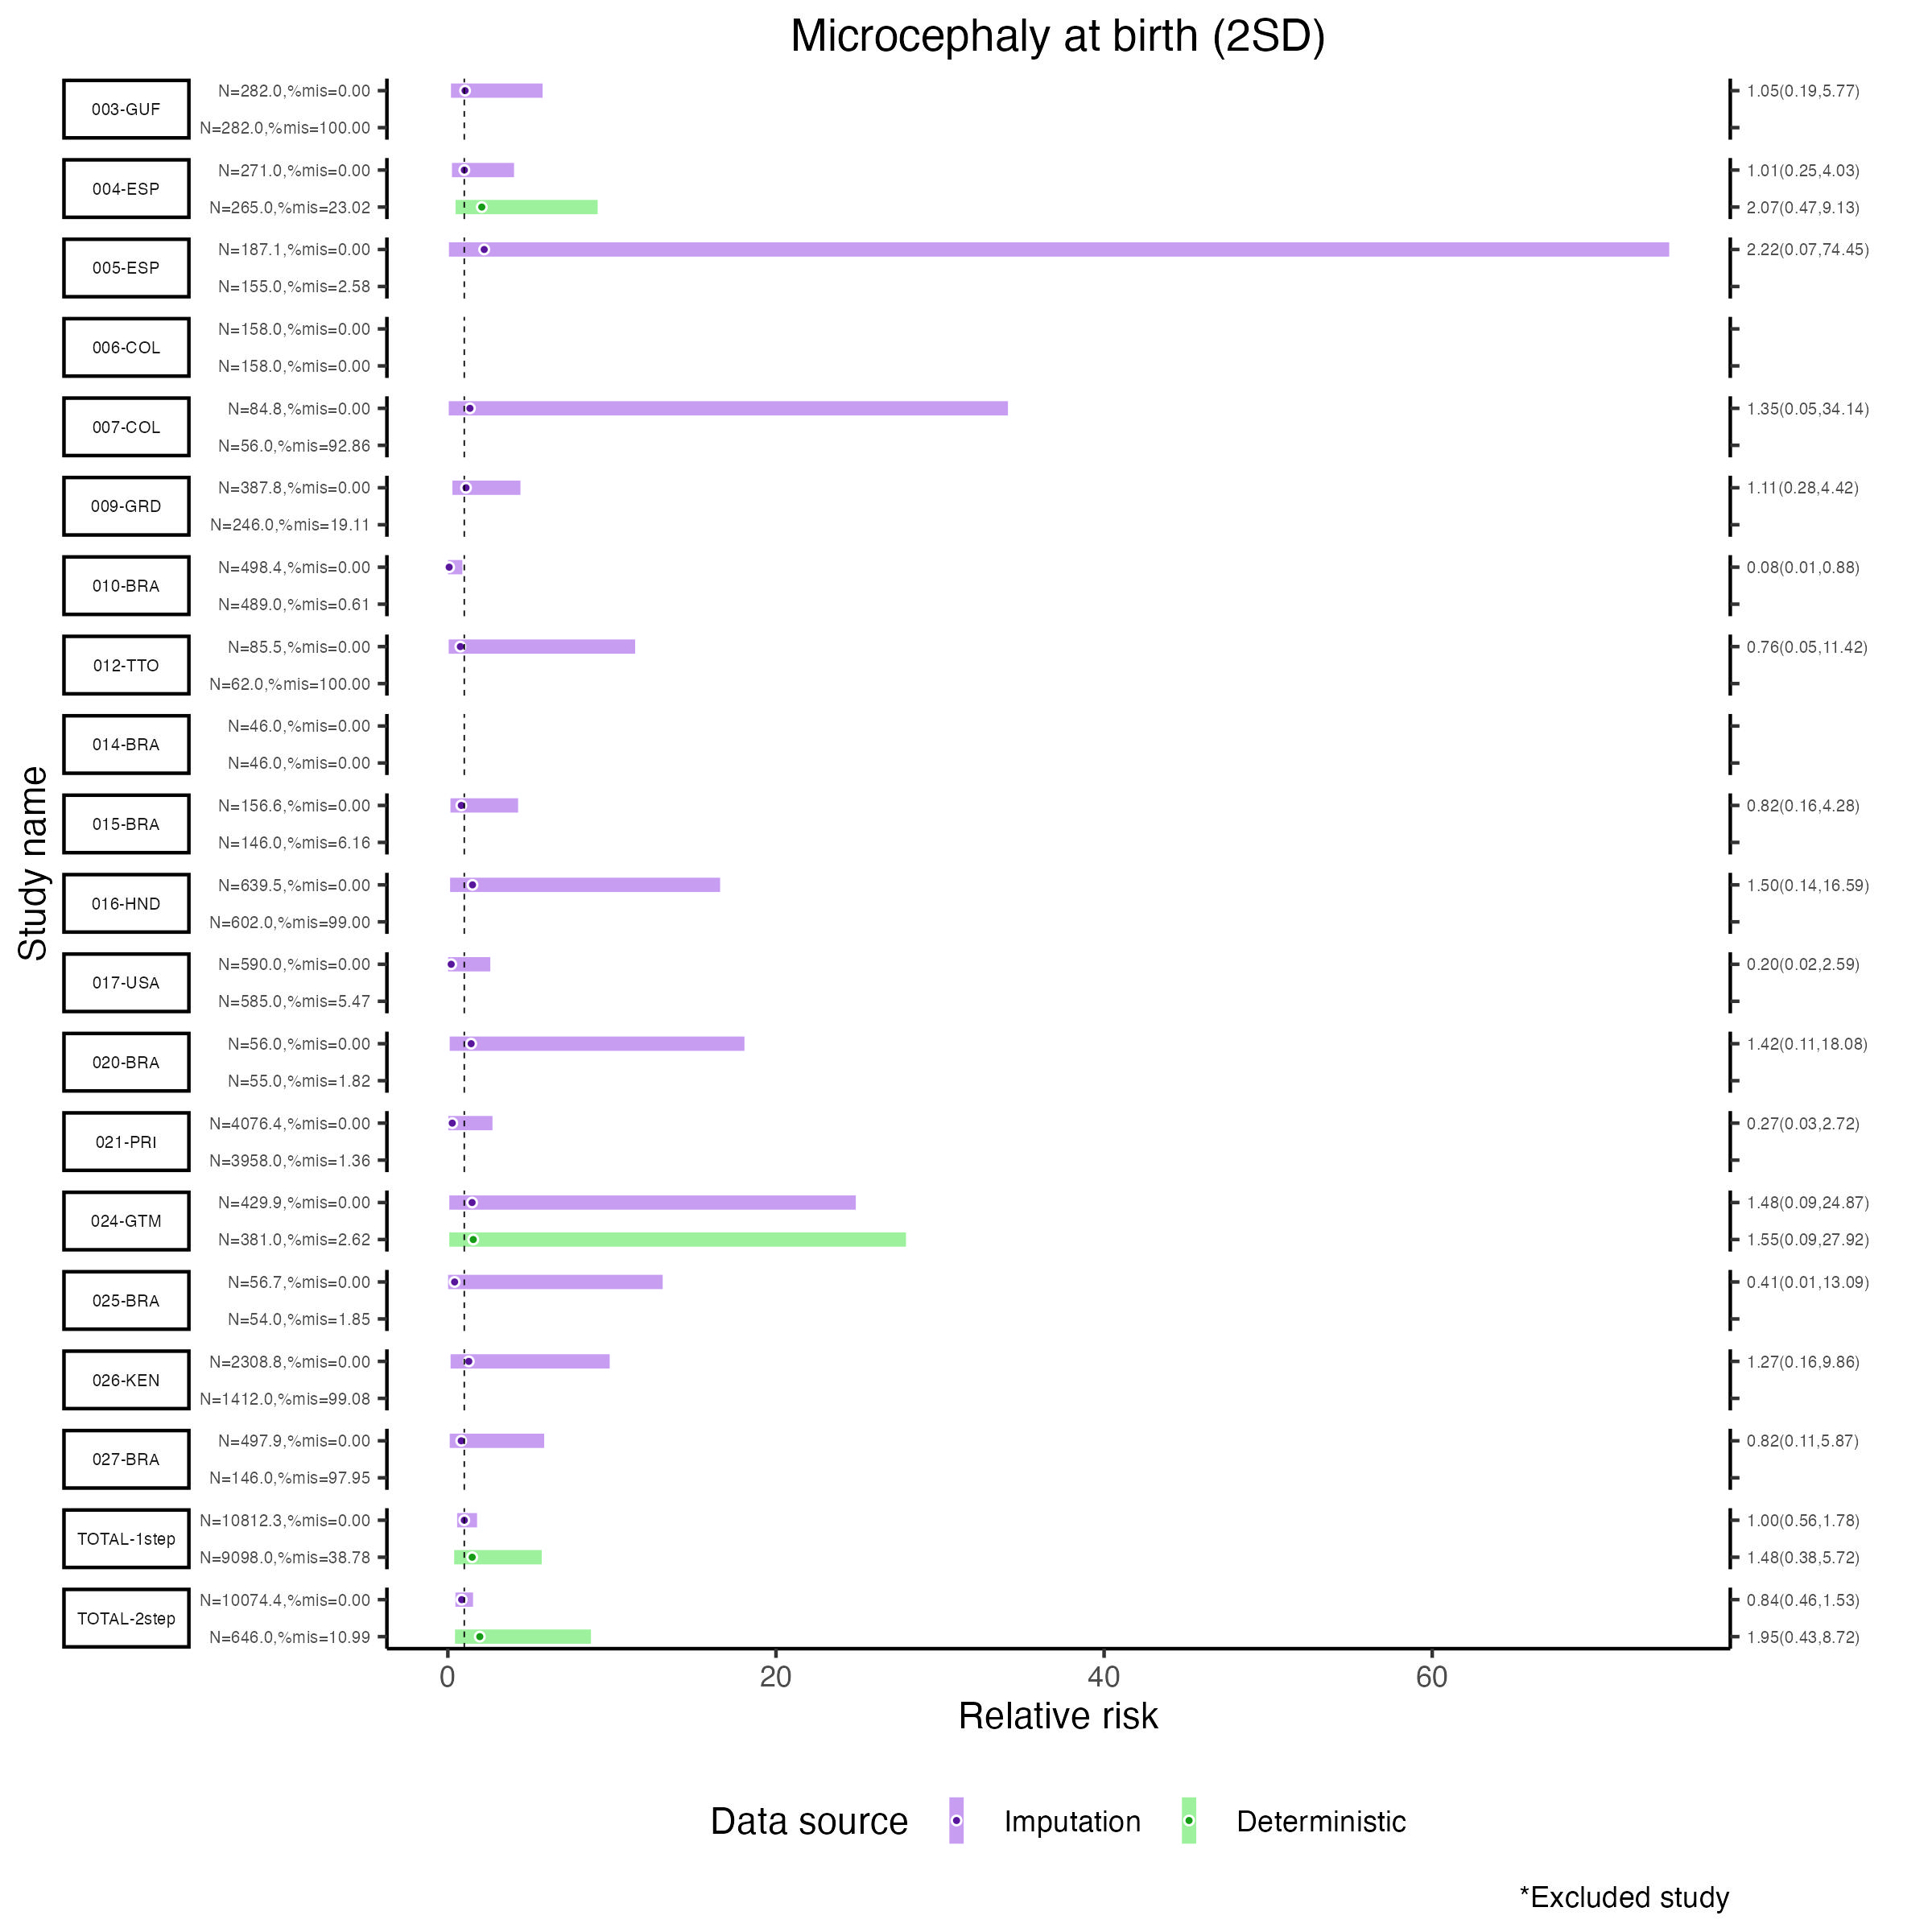 Microcephaly at birth (2SD)
Study name
003-GUF
N=282.0,%mis=0.00
1.05(0.19,5.77)
N=282.0,%mis=100.00
004-ESP
N=271.0,%mis=0.00
1.01(0.25,4.03)
N=265.0,%mis=23.02
2.07(0.47,9.13)
005-ESP
N=187.1,%mis=0.00
2.22(0.07,74.45)
N=155.0,%mis=2.58
006-COL
N=158.0,%mis=0.00
N=158.0,%mis=0.00
007-COL
N=84.8,%mis=0.00
1.35(0.05,34.14)
N=56.0,%mis=92.86
009-GRD
N=387.8,%mis=0.00
1.11(0.28,4.42)
N=246.0,%mis=19.11
010-BRA
N=498.4,%mis=0.00
0.08(0.01,0.88)
N=489.0,%mis=0.61
012-TTO
N=85.5,%mis=0.00
0.76(0.05,11.42)
N=62.0,%mis=100.00
014-BRA
N=46.0,%mis=0.00
N=46.0,%mis=0.00
015-BRA
N=156.6,%mis=0.00
0.82(0.16,4.28)
N=146.0,%mis=6.16
016-HND
N=639.5,%mis=0.00
1.50(0.14,16.59)
N=602.0,%mis=99.00
017-USA
N=590.0,%mis=0.00
0.20(0.02,2.59)
N=585.0,%mis=5.47
020-BRA
N=56.0,%mis=0.00
1.42(0.11,18.08)
N=55.0,%mis=1.82
021-PRI
N=4076.4,%mis=0.00
0.27(0.03,2.72)
N=3958.0,%mis=1.36
024-GTM
N=429.9,%mis=0.00
1.48(0.09,24.87)
N=381.0,%mis=2.62
1.55(0.09,27.92)
025-BRA
N=56.7,%mis=0.00
0.41(0.01,13.09)
N=54.0,%mis=1.85
026-KEN
N=2308.8,%mis=0.00
1.27(0.16,9.86)
N=1412.0,%mis=99.08
027-BRA
N=497.9,%mis=0.00
0.82(0.11,5.87)
N=146.0,%mis=97.95
TOTAL-1step
N=10812.3,%mis=0.00
1.00(0.56,1.78)
N=9098.0,%mis=38.78
1.48(0.38,5.72)
TOTAL-2step
N=10074.4,%mis=0.00
0.84(0.46,1.53)
N=646.0,%mis=10.99
1.95(0.43,8.72)
0 20 40 60
Relative risk
Data source Imputation Deterministic
*Excluded study